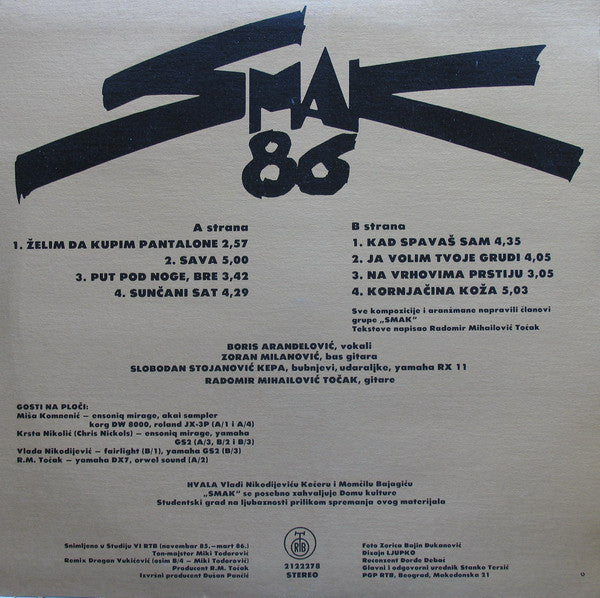 SMAK
86
A strana
1. ŽELIM DA KUPIM PANTALONE 2,57
2. SAVA 5,00
3. PUT POD NOGE, BRE 3,42
4. SUNČANI SAT 4,29
B strana
1. KAD SPAVAŠ SAM 4,35
2. JA VOLIM TVOJE GRUDI 4,05
3. NA VRHOVIMA PRSTIJU 3,05
4. KORNJAČINA KOŽA 5,03
Sve kompozicije i aranžmane napravili članovi
grupe „SMAK"
Tekstove napisao Radomir Mihailović Točak
BORIS ARANĐELOVIĆ, vokali
ZORAN MILANOVIĆ, bas gitara
SLOBODAN STOJANOVIĆ KEPA, bubnjevi, udaraljke, yamaha RX 11
RADOMIR MIHAILOVIĆ TOČAK, gitare
GOSTI NA PLOČI:
Miša Komnenić – ensoniq mirage, akai sampler
korg DW 8000, roland JX-3P (A/1 i A/4)
Krsta Nikolić (Chris Nickols) – ensoniq mirage, yamaha
GS2 (A/3, B/2 i B/3)
Vlada Nikodijević – fairlight (B/1), yamaha GS2 (B/3)
R.M. Točak – yamaha DX7, orwel sound (A/2)
HVALA Vladi Nikodijeviću Kečeru i Momčilu Bajagiću
„SMAK" se posebno zahvaljuje Domu kulture
Studentski grad na ljubaznosti prilikom spremanja ovog materijala
Snimljeno u Studiju VI RTB (novembar 85.–mart 86.)
Ton-majstor Miki Todorović
Remix Dragan Vukićević (osim B/4 – Miki Todorović)
Producent R.M. Točak
Izvršni producent Dušan Pančić
RTB
2122278
STEREO
Foto Zorica Bajin Đukanović
Dizajn LJUPKO
Recenzent Đorđe Debač
Glavni i odgovorni urednik Stanko Terzić
PGP RTB, Beograd, Makedonska 21